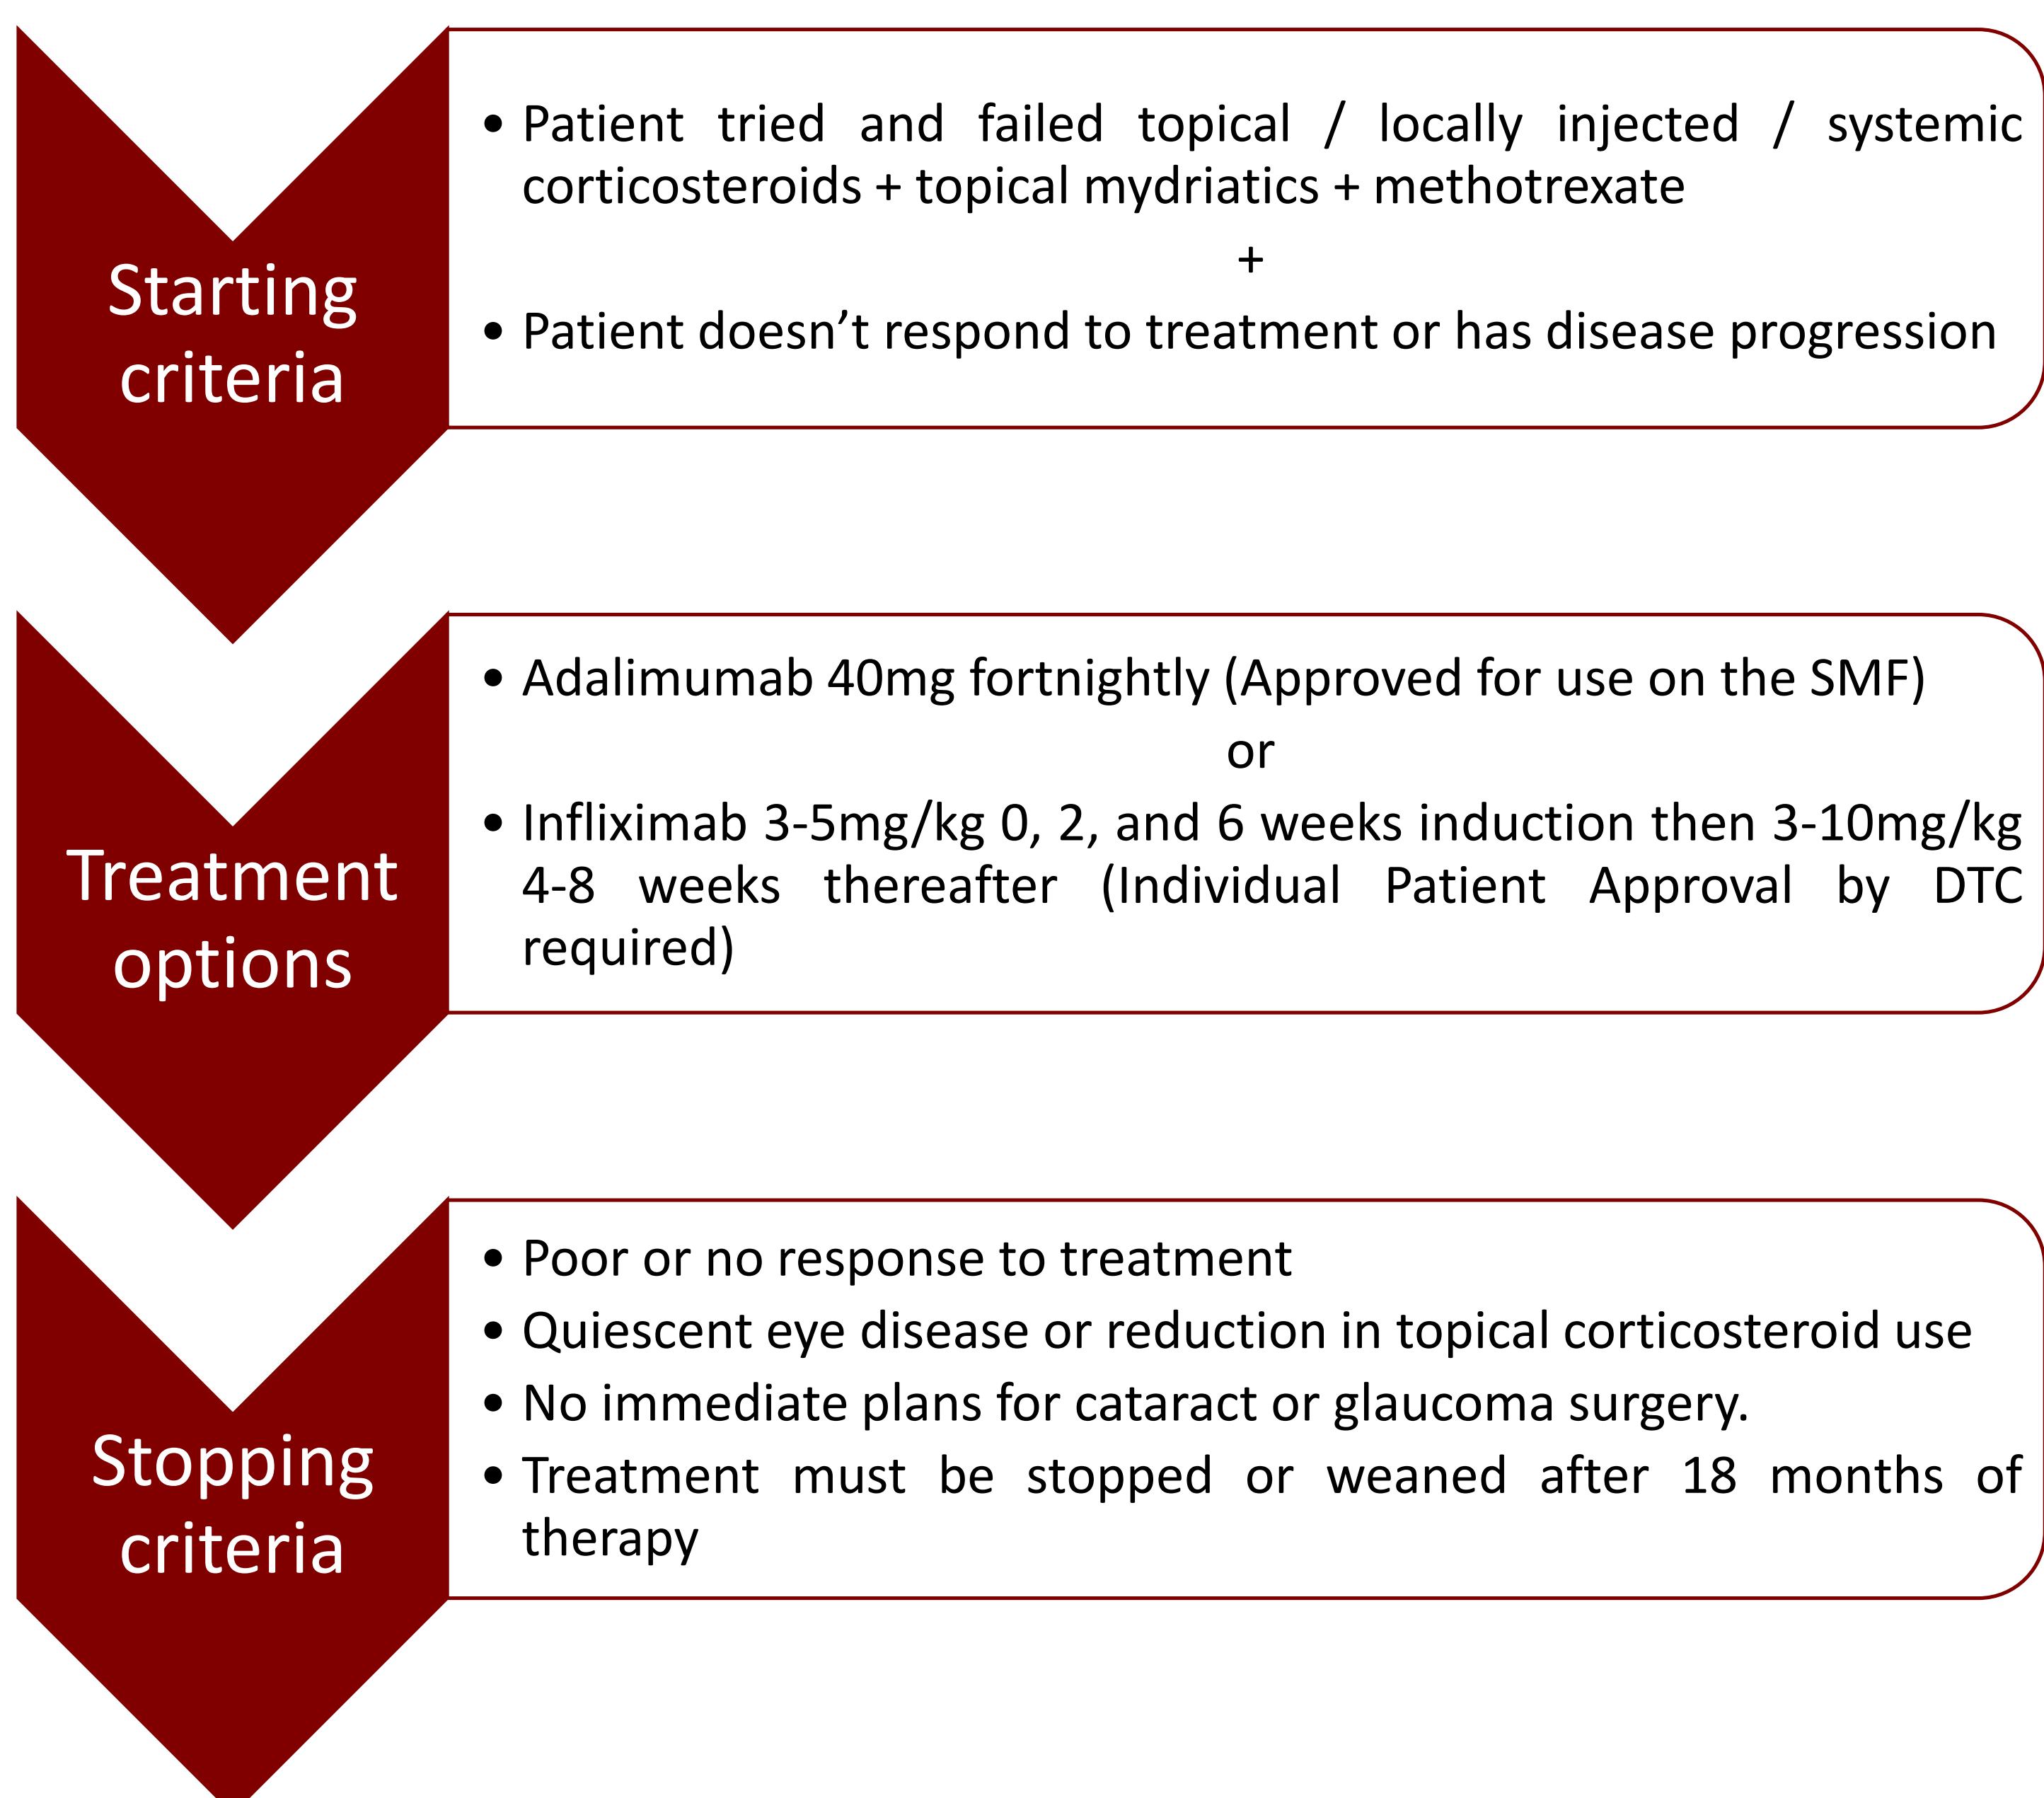 Starting
criteria
• Patient tried and failed topical / locally injected / systemic
corticosteroids + topical mydriatics + methotrexate
+
• Patient doesn’t respond to treatment or has disease progression
Treatment
options
• Adalimumab 40mg fortnightly (Approved for use on the SMF)
or
• Infliximab 3-5mg/kg 0, 2, and 6 weeks induction then 3-10mg/kg
4-8 weeks thereafter (Individual Patient Approval by DTC
required)
Stopping
criteria
• Poor or no response to treatment
• Quiescent eye disease or reduction in topical corticosteroid use
• No immediate plans for cataract or glaucoma surgery.
• Treatment must be stopped or weaned after 18 months of
therapy